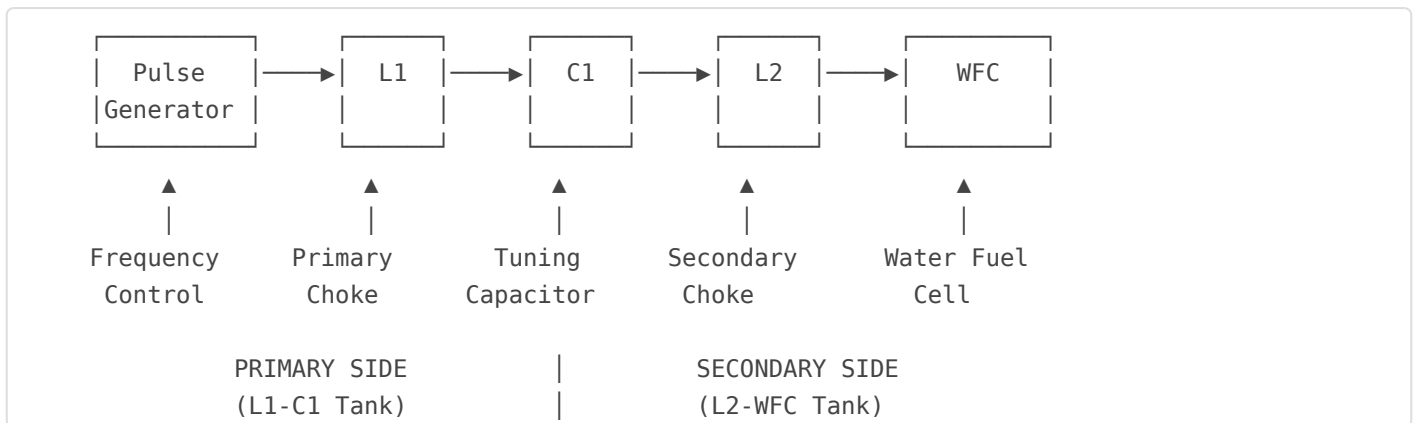 Pulse L1 C1 L2 WFC
Generator
Frequency Primary Tuning Secondary Water Fuel
Control Choke Capacitor Choke Cell
PRIMARY SIDE SECONDARY SIDE
(L1-C1 Tank) (L2-WFC Tank)